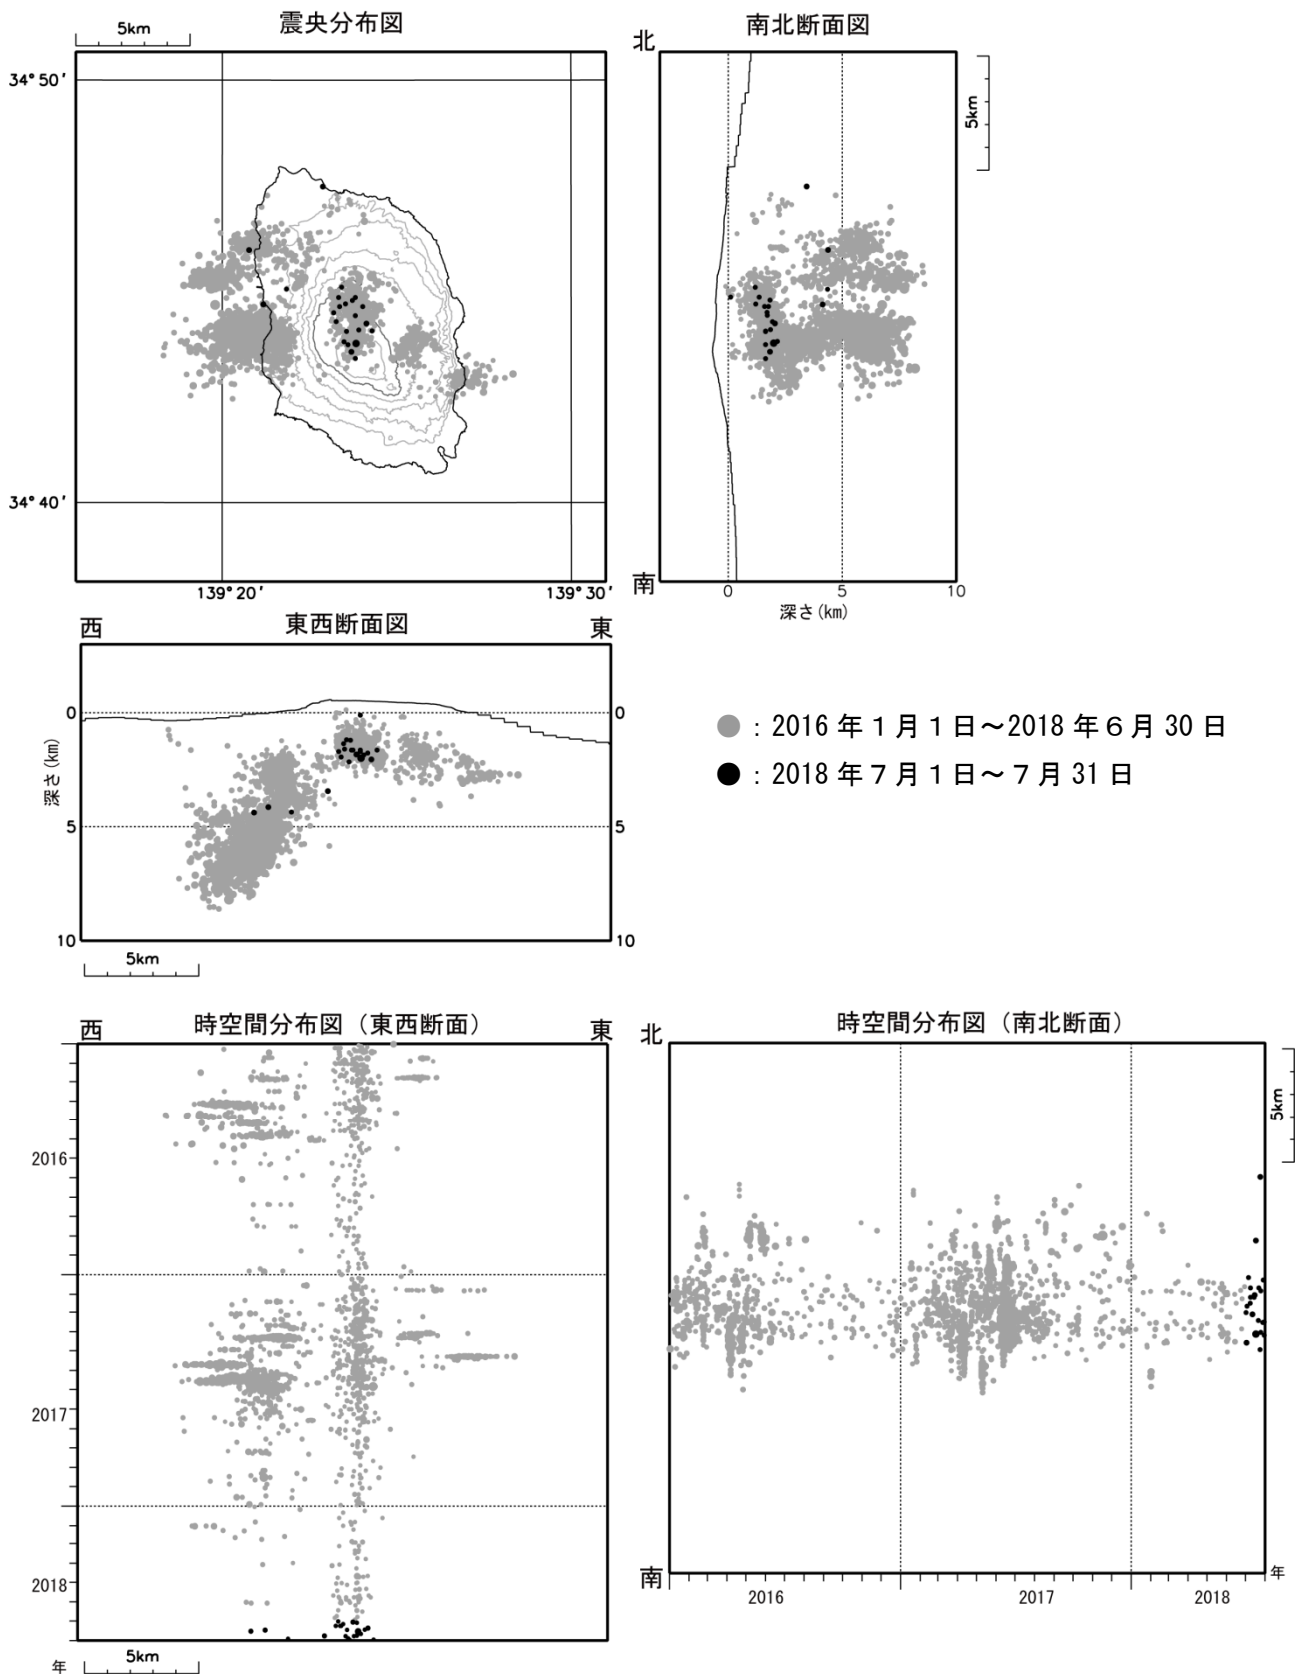 震央分布図
5km
34° 50′
34° 40′
139° 20′
139° 30′
南北断面図
北
南
5km
0
5
10
深さ(km)
東西断面図
西
東
0
5
10
深さ(km)
0
5
10
5km
● : 2016 年 1 月 1 日～2018 年 6 月 30 日
● : 2018 年 7 月 1 日～ 7 月 31 日
時空間分布図（東西断面）
西
東
2016
2017
2018
年
5km
時空間分布図（南北断面）
北
南
5km
2016
2017
2018
年